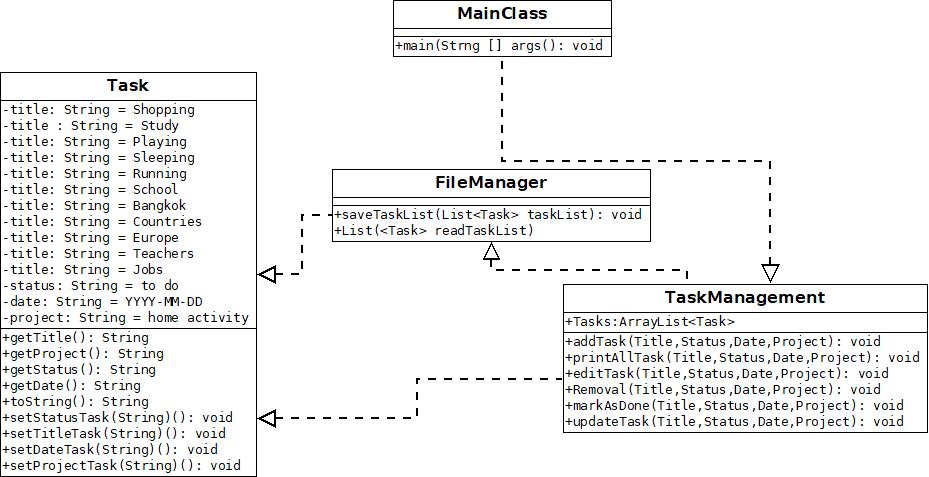 MainClass
+main(Strng [] args(): void
Task
-title: String = Shopping
-title : String = Study
-title: String = Playing
-title: String = Sleeping
-title: String = Running
-title: String = School
-title: String = Bangkok
-title: String = Countries
-title: String = Europe
-title: String = Teachers
-title: String = Jobs
-status: String = to do
-date: String = YYYY-MM-DD
-project: String = home activity
+getTitle(): String
+getProject(): String
+getStatus(): String
+getDate(): String
+toString(): String
+setStatusTask(String)(): void
+setTitleTask(String)(): void
+setDateTask(String)(): void
+setProjectTask(String)(): void
FileManager
+saveTaskList(List<Task> taskList): void
+List(<Task> readTaskList)
TaskManagement
+Tasks:ArrayList<Task>
+addTask(Title,Status,Date,Project): void
+printAllTask(Title,Status,Date,Project): void
+editTask(Title,Status,Date,Project): void
+Removal(Title,Status,Date,Project): void
+markAsDone(Title,Status,Date,Project): void
+updateTask(Title,Status,Date,Project): void